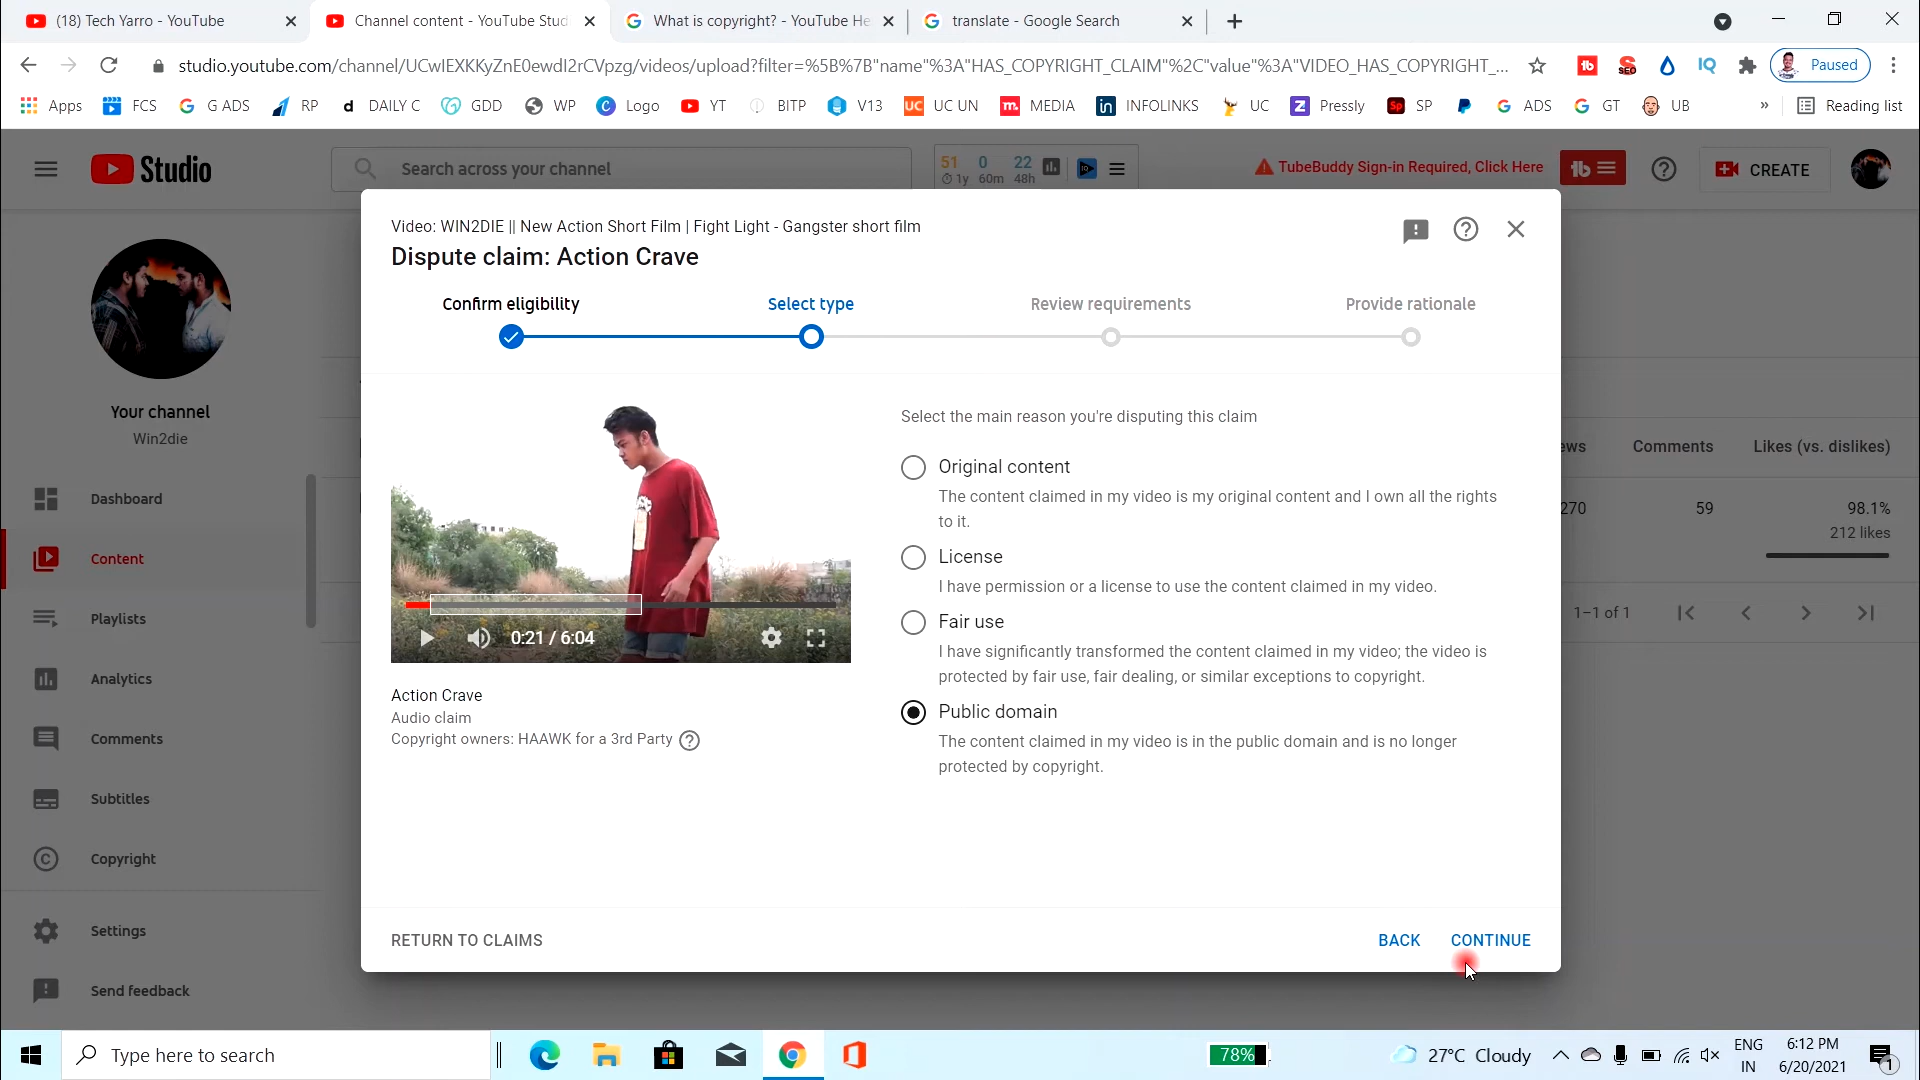 (18) Tech Yarro - YouTube
Channel content - YouTube Stud
What is copyright? - YouTube He
translate - Google Search
studio.youtube.com/channel/UCwIEXKKyZnE0ewdI2rCVpzg/videos/upload?filter=%5B%7B"name"%3A"HAS_COPYRIGHT_CLAIM"%2C"value"%3A"VIDEO_HAS_COPYRIGHT_...
SEO
IQ
Paused
Apps
FCS
G ADS
RP
d DAILY C
GDD
WP
Logo
YT
BITP
V13
UC UC UN
m. MEDIA
in INFOLINKS
UC
Z Pressly
Sp SP
ADS
GT
UB
»
Reading list
Studio
Search across your channel
51 0 22
1y 60m 48h
TubeBuddy Sign-in Required, Click Here
CREATE
Video: WIN2DIE || New Action Short Film | Fight Light - Gangster short film
Dispute claim: Action Crave
Confirm eligibility
Select type
Review requirements
Provide rationale
Your channel
Win2die
Dashboard
Content
Playlists
Analytics
Comments
Subtitles
Copyright
Settings
Send feedback
0:21 / 6:04
Action Crave
Audio claim
Copyright owners: HAAWK for a 3rd Party
Select the main reason you're disputing this claim
Original content
The content claimed in my video is my original content and I own all the rights
to it.
License
I have permission or a license to use the content claimed in my video.
Fair use
I have significantly transformed the content claimed in my video; the video is
protected by fair use, fair dealing, or similar exceptions to copyright.
Public domain
The content claimed in my video is in the public domain and is no longer
protected by copyright.
RETURN TO CLAIMS
BACK
CONTINUE
ews
Comments
Likes (vs. dislikes)
270
59
98.1%
212 likes
1–1 of 1
Type here to search
78%
27°C Cloudy
ENG
IN
6:12 PM
6/20/2021
1